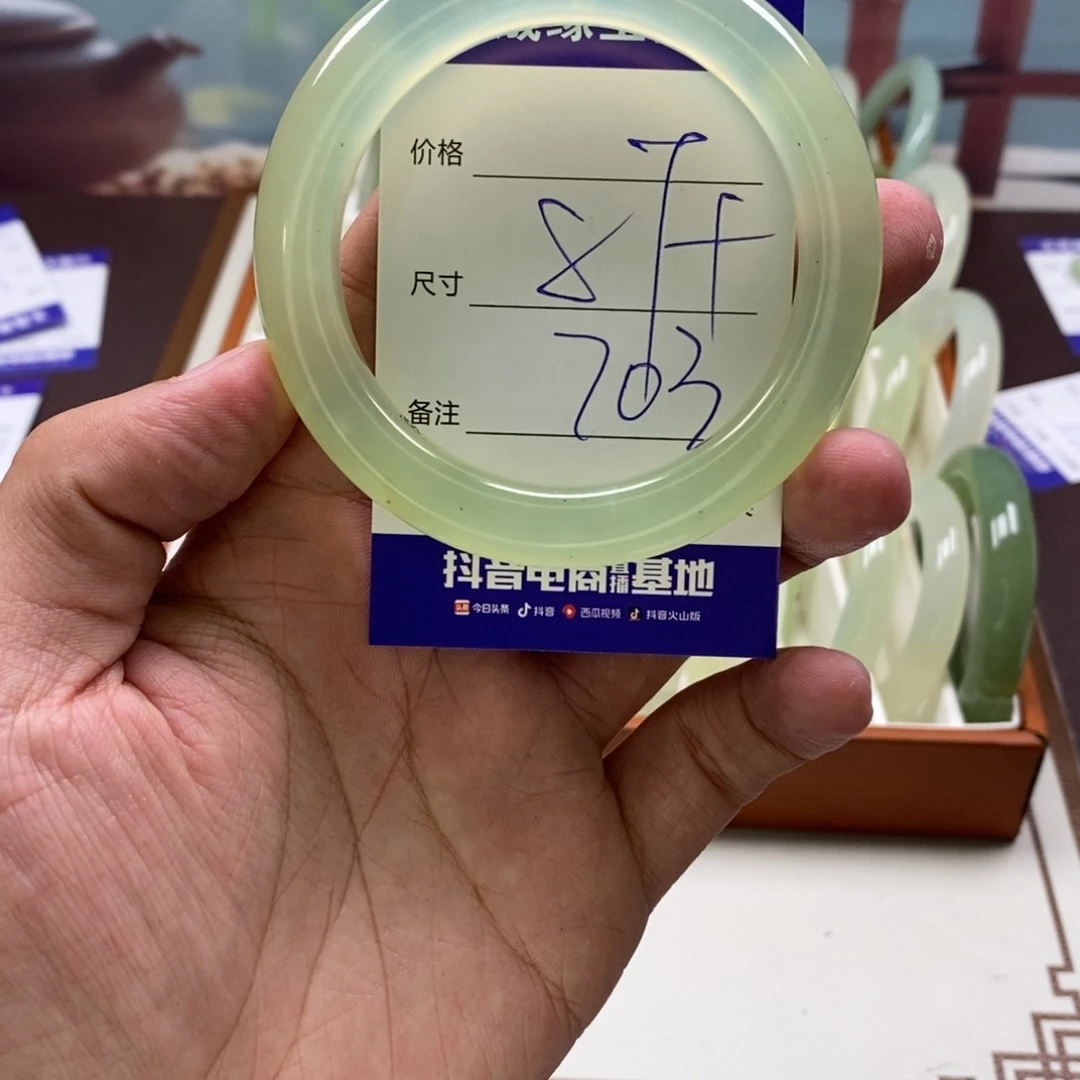 价格
尺寸 8
备注 703
抖音电商直播基地
今日头条 抖音 西瓜视频 抖音火山版